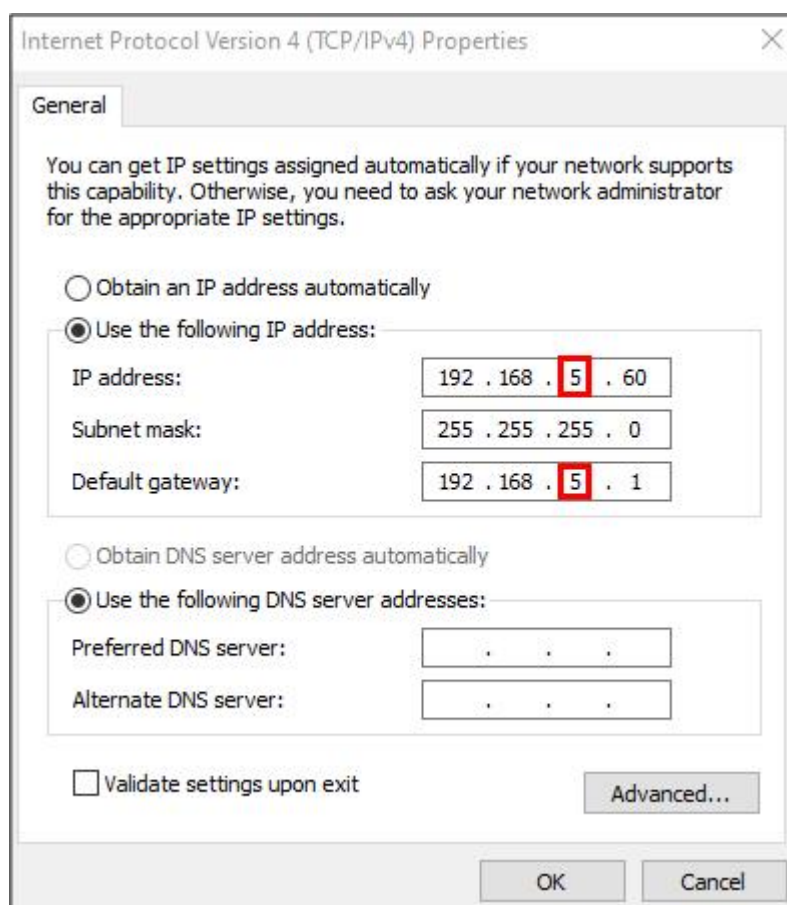 Internet Protocol Version 4 (TCP/IPv4) Properties
General
You can get IP settings assigned automatically if your network supports
this capability. Otherwise, you need to ask your network administrator
for the appropriate IP settings.
Obtain an IP address automatically
Use the following IP address:
IP address: 192 . 168 . 5 . 60
Subnet mask: 255 . 255 . 255 . 0
Default gateway: 192 . 168 . 5 . 1
Obtain DNS server address automatically
Use the following DNS server addresses:
Preferred DNS server: . . .
Alternate DNS server: . . .
Validate settings upon exit
Advanced...
OK Cancel